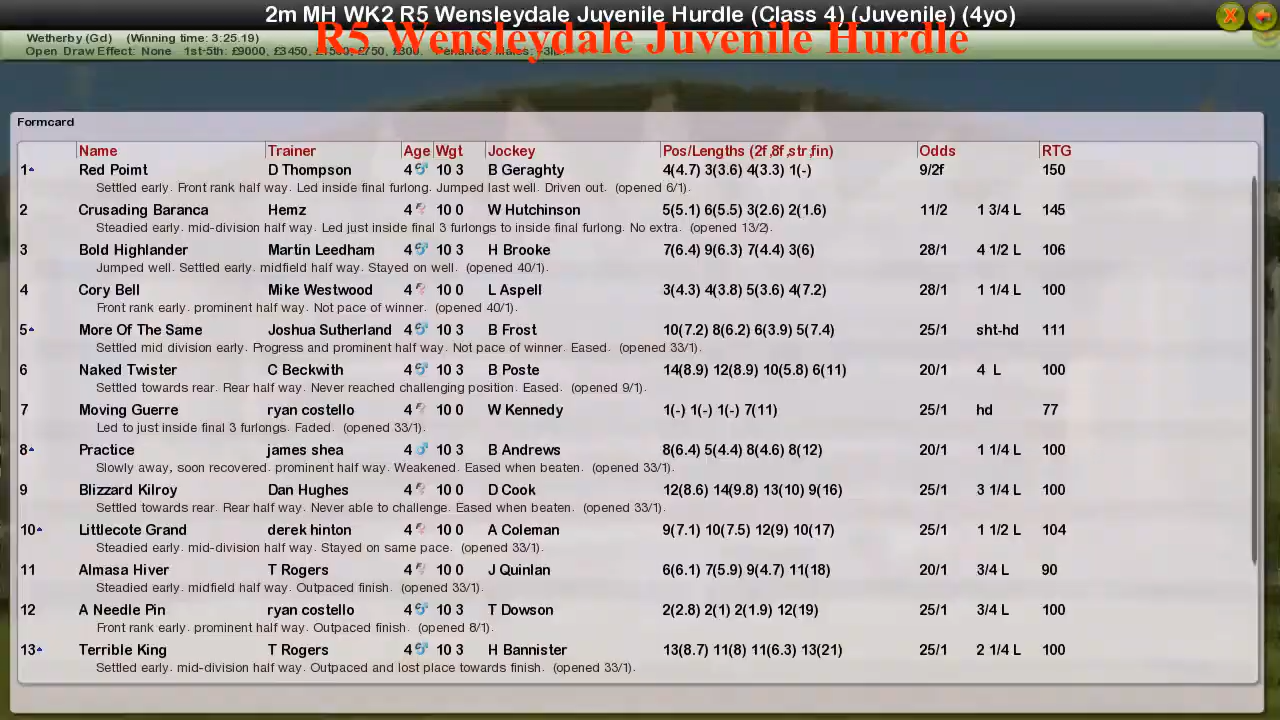 2m MH WK2 R5 Wensleydale Juvenile Hurdle (Class 4) (Juvenile) (4yo)
R5 Wensleydale Juvenile Hurdle
Wetherby (Gd) (Winning time: 3:25.19)
Open Draw Effect: None 1st-5th: £9000, £3450, £1500, £750, £300. Penalties: Males: +3lb.
Formcard
Name Trainer Age Wgt Jockey Pos/Lengths (2f,8f,str,fin) Odds RTG
1 Red Poimt D Thompson 4 10 3 B Geraghty 4(4.7) 3(3.6) 4(3.3) 1(-) 9/2f 150
Settled early. Front rank half way. Led inside final furlong. Jumped last well. Driven out. (opened 6/1).
2 Crusading Baranca Hemz 4 10 0 W Hutchinson 5(5.1) 6(5.5) 3(2.6) 2(1.6) 11/2 1 3/4 L 145
Steadied early. mid-division half way. Led just inside final 3 furlongs to inside final furlong. No extra. (opened 13/2).
3 Bold Highlander Martin Leedham 4 10 3 H Brooke 7(6.4) 9(6.3) 7(4.4) 3(6) 28/1 4 1/2 L 106
Jumped well. Settled early. midfield half way. Stayed on well. (opened 40/1).
4 Cory Bell Mike Westwood 4 10 0 L Aspell 3(4.3) 4(3.8) 5(3.6) 4(7.2) 28/1 1 1/4 L 100
Front rank early. prominent half way. Not pace of winner. (opened 40/1).
5 More Of The Same Joshua Sutherland 4 10 3 B Frost 10(7.2) 8(6.2) 6(3.9) 5(7.4) 25/1 sht-hd 111
Settled mid division early. Progress and prominent half way. Not pace of winner. Eased. (opened 33/1).
6 Naked Twister C Beckwith 4 10 3 B Poste 14(8.9) 12(8.9) 10(5.8) 6(11) 20/1 4 L 100
Settled towards rear. Rear half way. Never reached challenging position. Eased. (opened 9/1).
7 Moving Guerre ryan costello 4 10 0 W Kennedy 1(-) 1(-) 1(-) 7(11) 25/1 hd 77
Led to just inside final 3 furlongs. Faded. (opened 33/1).
8 Practice james shea 4 10 3 B Andrews 8(6.4) 5(4.4) 8(4.6) 8(12) 20/1 1 1/4 L 100
Slowly away, soon recovered. prominent half way. Weakened. Eased when beaten. (opened 33/1).
9 Blizzard Kilroy Dan Hughes 4 10 0 D Cook 12(8.6) 14(9.8) 13(10) 9(16) 25/1 3 1/4 L 100
Settled towards rear. Rear half way. Never able to challenge. Eased when beaten. (opened 33/1).
10 Littlecote Grand derek hinton 4 10 0 A Coleman 9(7.1) 10(7.5) 12(9) 10(17) 25/1 1 1/2 L 104
Steadied early. mid-division half way. Stayed on same pace. (opened 33/1).
11 Almasa Hiver T Rogers 4 10 0 J Quinlan 6(6.1) 7(5.9) 9(4.7) 11(18) 20/1 3/4 L 90
Steadied early. midfield half way. Outpaced finish. (opened 33/1).
12 A Needle Pin ryan costello 4 10 3 T Dowson 2(2.8) 2(1) 2(1.9) 12(19) 25/1 3/4 L 100
Front rank early. prominent half way. Outpaced finish. (opened 8/1).
13 Terrible King T Rogers 4 10 3 H Bannister 13(8.7) 11(8) 11(6.3) 13(21) 25/1 2 1/4 L 100
Settled early. mid-division half way. Outpaced and lost place towards finish. (opened 33/1).